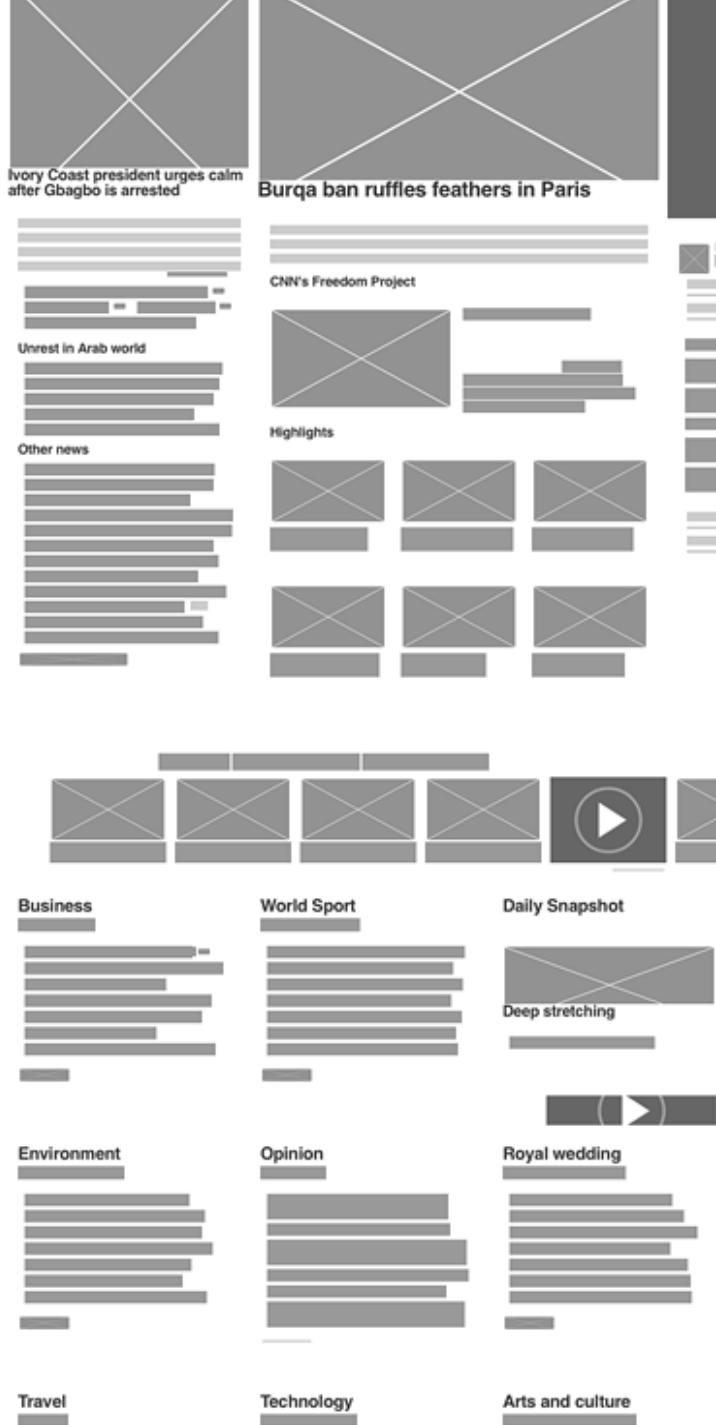 Ivory Coast president urges calm
after Gbagbo is arrested
Burqa ban ruffles feathers in Paris
CNN's Freedom Project
Unrest in Arab world
Highlights
Other news
Business
World Sport
Daily Snapshot
Deep stretching
Environment
Opinion
Royal wedding
Travel
Technology
Arts and culture